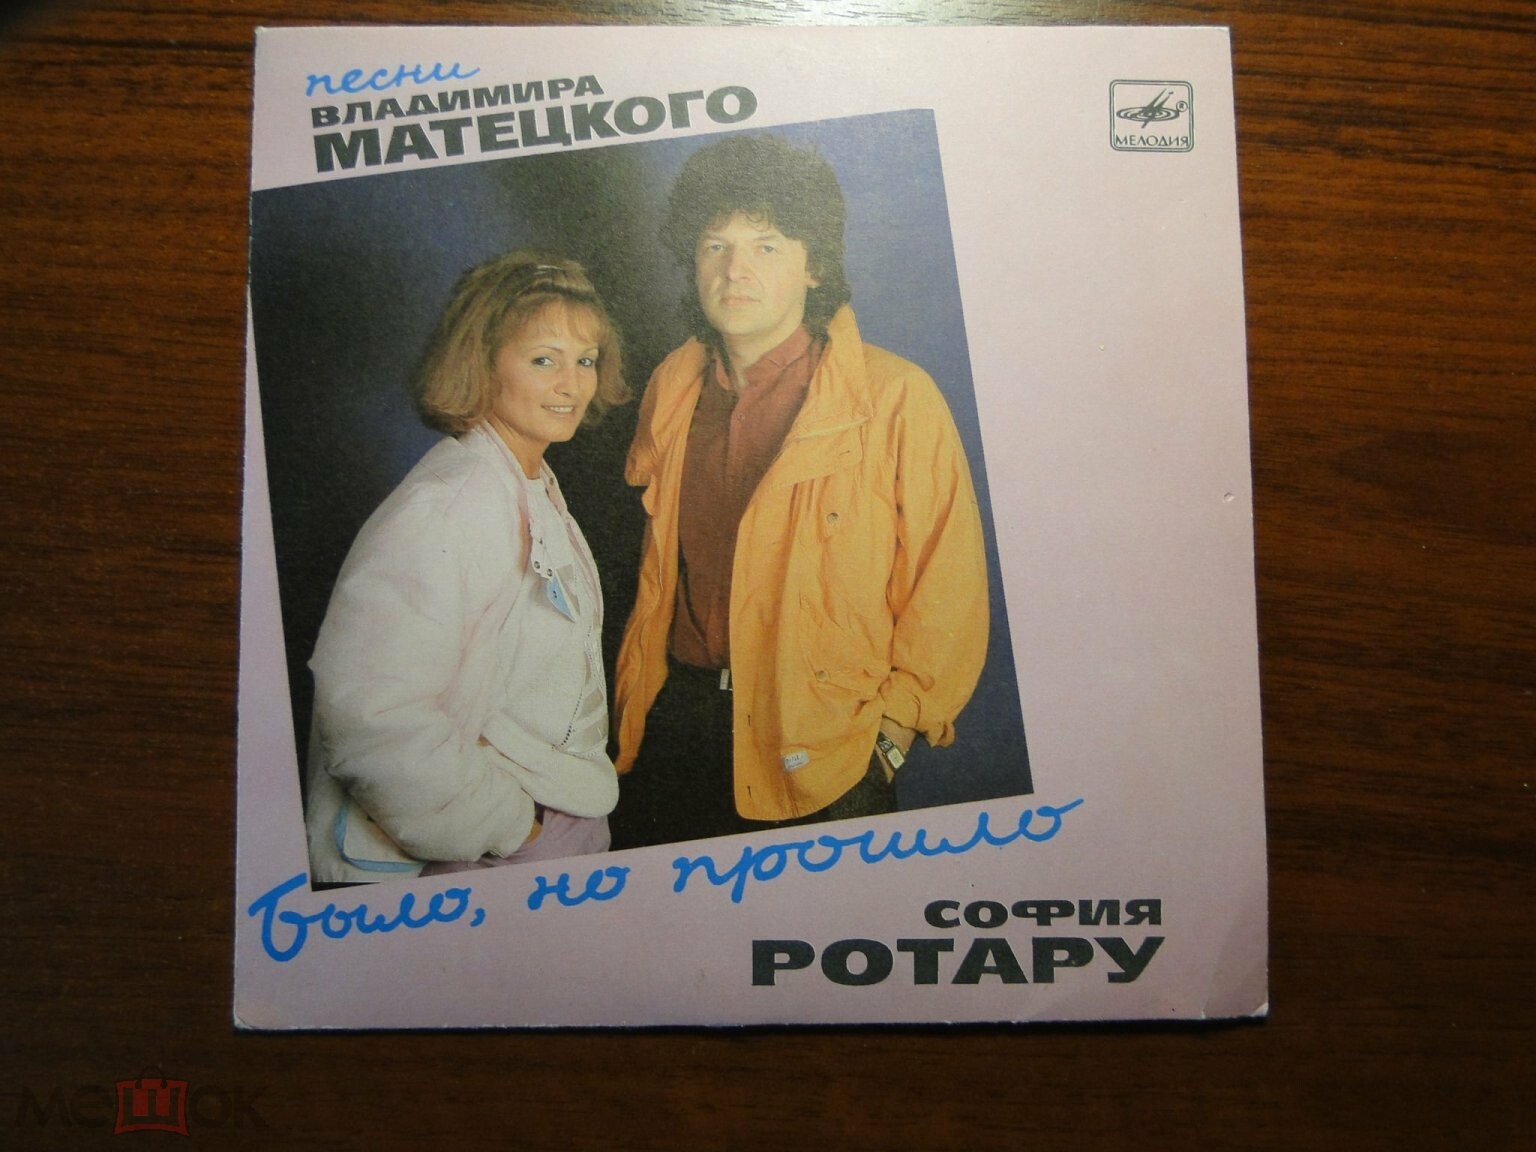 песни
ВЛАДИМИРА
МАТЕЦКОГО
МЕЛОДИЯ
было, но прошло
СОФИЯ
РОТАРУ
мешок